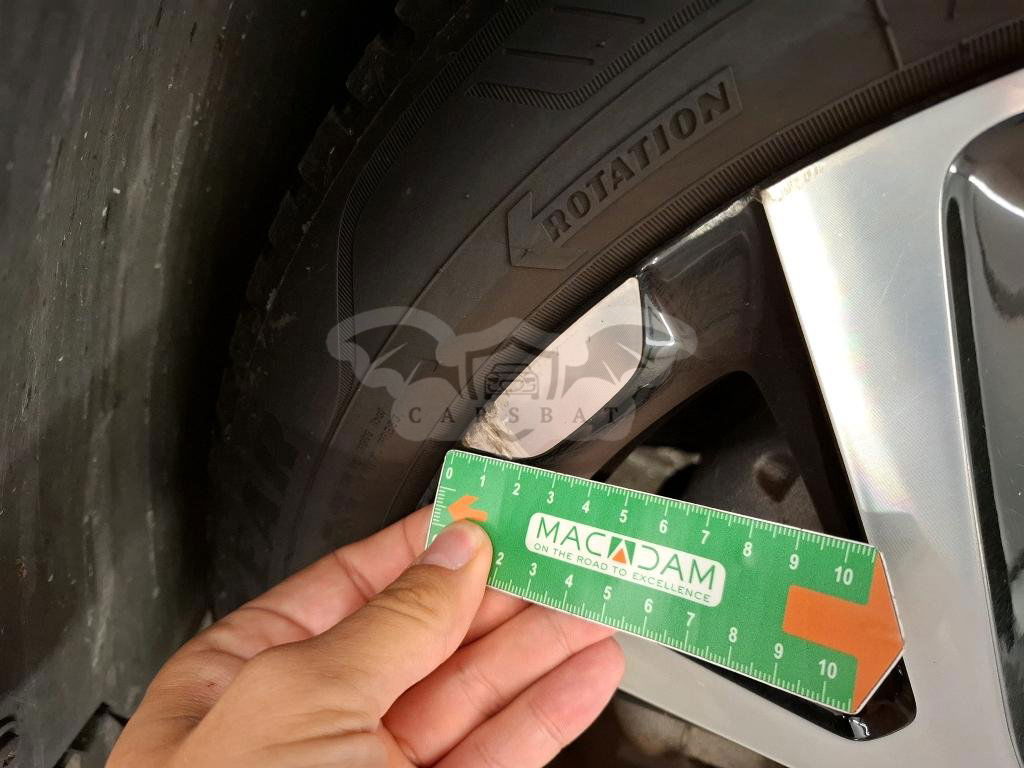 ROTATION
CARSBAT
0 1 2 3 4 5 6 7 8 9 10
MACADAM
ON THE ROAD TO EXCELLENCE
2 3 4 5 6 7 8 9 10